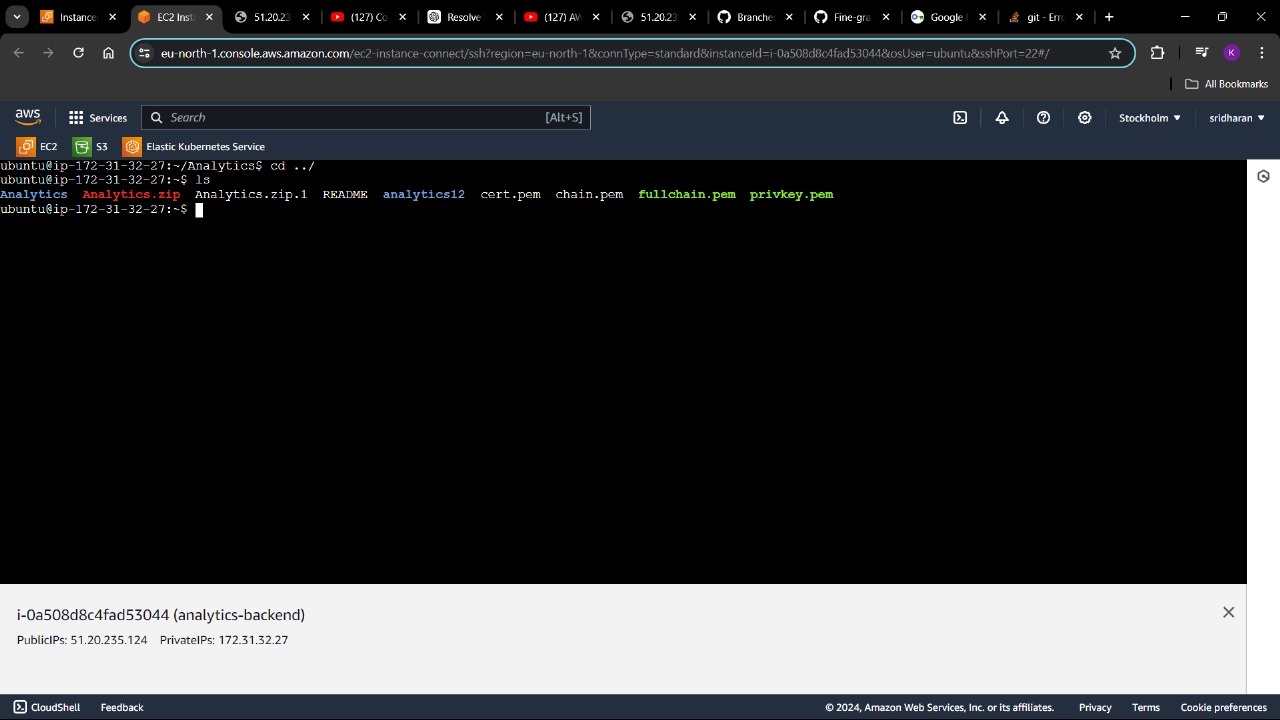 Instance
EC2 Inst
51.20.23
(127) Co
Resolve
(127) AW
51.20.23
Branche
Fine-gra
Google
git - Erro
eu-north-1.console.aws.amazon.com/ec2-instance-connect/ssh?region=eu-north-1&connType=standard&instanceId=i-0a508d8c4fad53044&osUser=ubuntu&sshPort=22#/
K
All Bookmarks
aws
Services
Search
[Alt+S]
Stockholm
sridharan
EC2
S3
Elastic Kubernetes Service
ubuntu@ip-172-31-32-27:~/Analytics$ cd ../
ubuntu@ip-172-31-32-27:~$ ls
Analytics Analytics.zip Analytics.zip.1 README analytics12 cert.pem chain.pem fullchain.pem privkey.pem
ubuntu@ip-172-31-32-27:~$
i-0a508d8c4fad53044 (analytics-backend)
PublicIPs: 51.20.235.124 PrivateIPs: 172.31.32.27
CloudShell
Feedback
© 2024, Amazon Web Services, Inc. or its affiliates.
Privacy
Terms
Cookie preferences